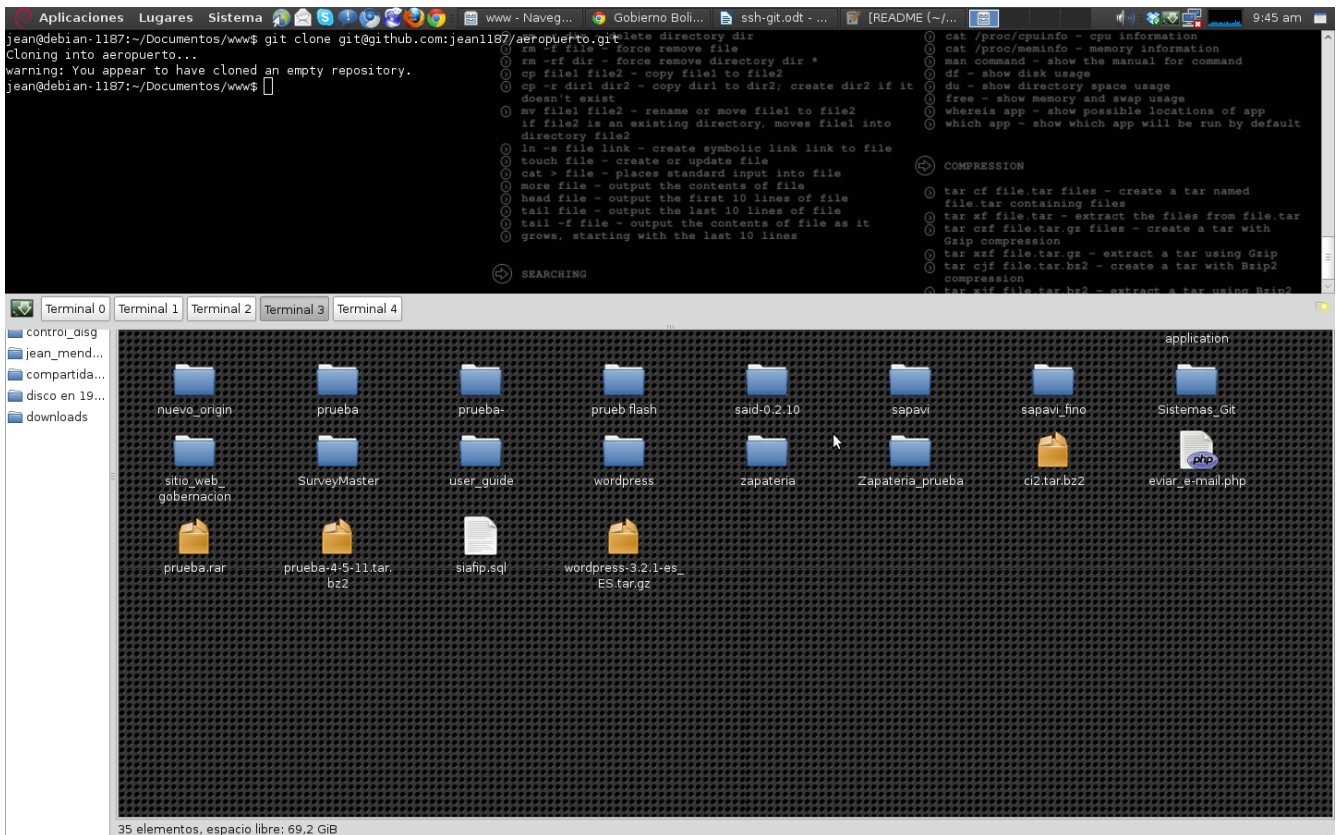 Aplicaciones Lugares Sistema www - Naveg... Gobierno Boli... ssh-git.odt - ... [README (~/... 9:45 am
jean@debian-1187:~/Documentos/www$ git clone git@github.com:jean1187/aeropuerto.git
Cloning into aeropuerto...
warning: You appear to have cloned an empty repository.
jean@debian-1187:~/Documentos/www$
delete directory dir
rm -f file - force remove file
rm -rf dir - force remove directory dir *
cp file1 file2 - copy file1 to file2
cp -r dir1 dir2 - copy dir1 to dir2; create dir2 if it
doesn't exist
mv file1 file2 - rename or move file1 to file2
if file2 is an existing directory, moves file1 into
directory file2
ln -s file link - create symbolic link link to file
touch file - create or update file
cat > file - places standard input into file
more file - output the contents of file
head file - output the first 10 lines of file
tail file - output the last 10 lines of file
tail -f file - output the contents of file as it
grows, starting with the last 10 lines
SEARCHING
cat /proc/cpuinfo - cpu information
cat /proc/meminfo - memory information
man command - show the manual for command
df - show disk usage
du - show directory space usage
free - show memory and swap usage
whereis app - show possible locations of app
which app - show which app will be run by default
COMPRESSION
tar cf file.tar files - create a tar named
file.tar containing files
tar xf file.tar - extract the files from file.tar
tar czf file.tar.gz files - create a tar with
Gzip compression
tar xzf file.tar.gz - extract a tar using Gzip
tar cjf file.tar.bz2 - create a tar with Bzip2
compression
tar xjf file.tar.bz2 - extract a tar using Bzip2
Terminal 0 Terminal 1 Terminal 2 Terminal 3 Terminal 4
control_disg
jean_mend...
compartida...
disco en 19...
downloads
application
nuevo_origin prueba prueba- prueb flash said-0.2.10 sapavi sapavi_fino Sistemas_Git
sitio_web_
gobernacion
SurveyMaster user_guide wordpress zapateria Zapateria_prueba ci2.tar.bz2
php
eviar_e-mail.php
prueba.rar
prueba-4-5-11.tar.
bz2
siafip.sql
wordpress-3.2.1-es_
ES.tar.gz
35 elementos, espacio libre: 69,2 GiB